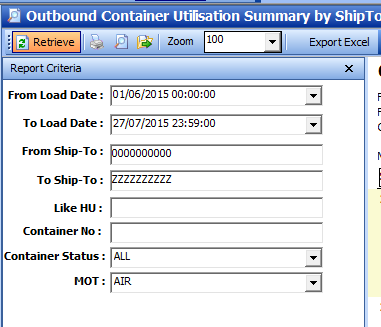 Outbound Container Utilisation Summary by ShipTo
Retrieve Zoom 100 Export Excel
Report Criteria
From Load Date : 01/06/2015 00:00:00
To Load Date : 27/07/2015 23:59:00
From Ship-To : 0000000000
To Ship-To : ZZZZZZZZZZ
Like HU :
Container No :
Container Status : ALL
MOT : AIR